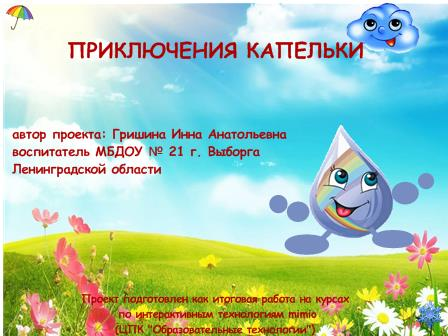 ПРИКЛЮЧЕНИЯ КАПЕЛЬКИ
автор проекта: Гришина Инна Анатольевна
воспитатель МБДОУ № 21 г. Выборга
Ленинградской области
Проект подготовлен как итоговая работа на курсах
по интерактивным технологиям mimio
(ЦПК "Образовательные технологии")